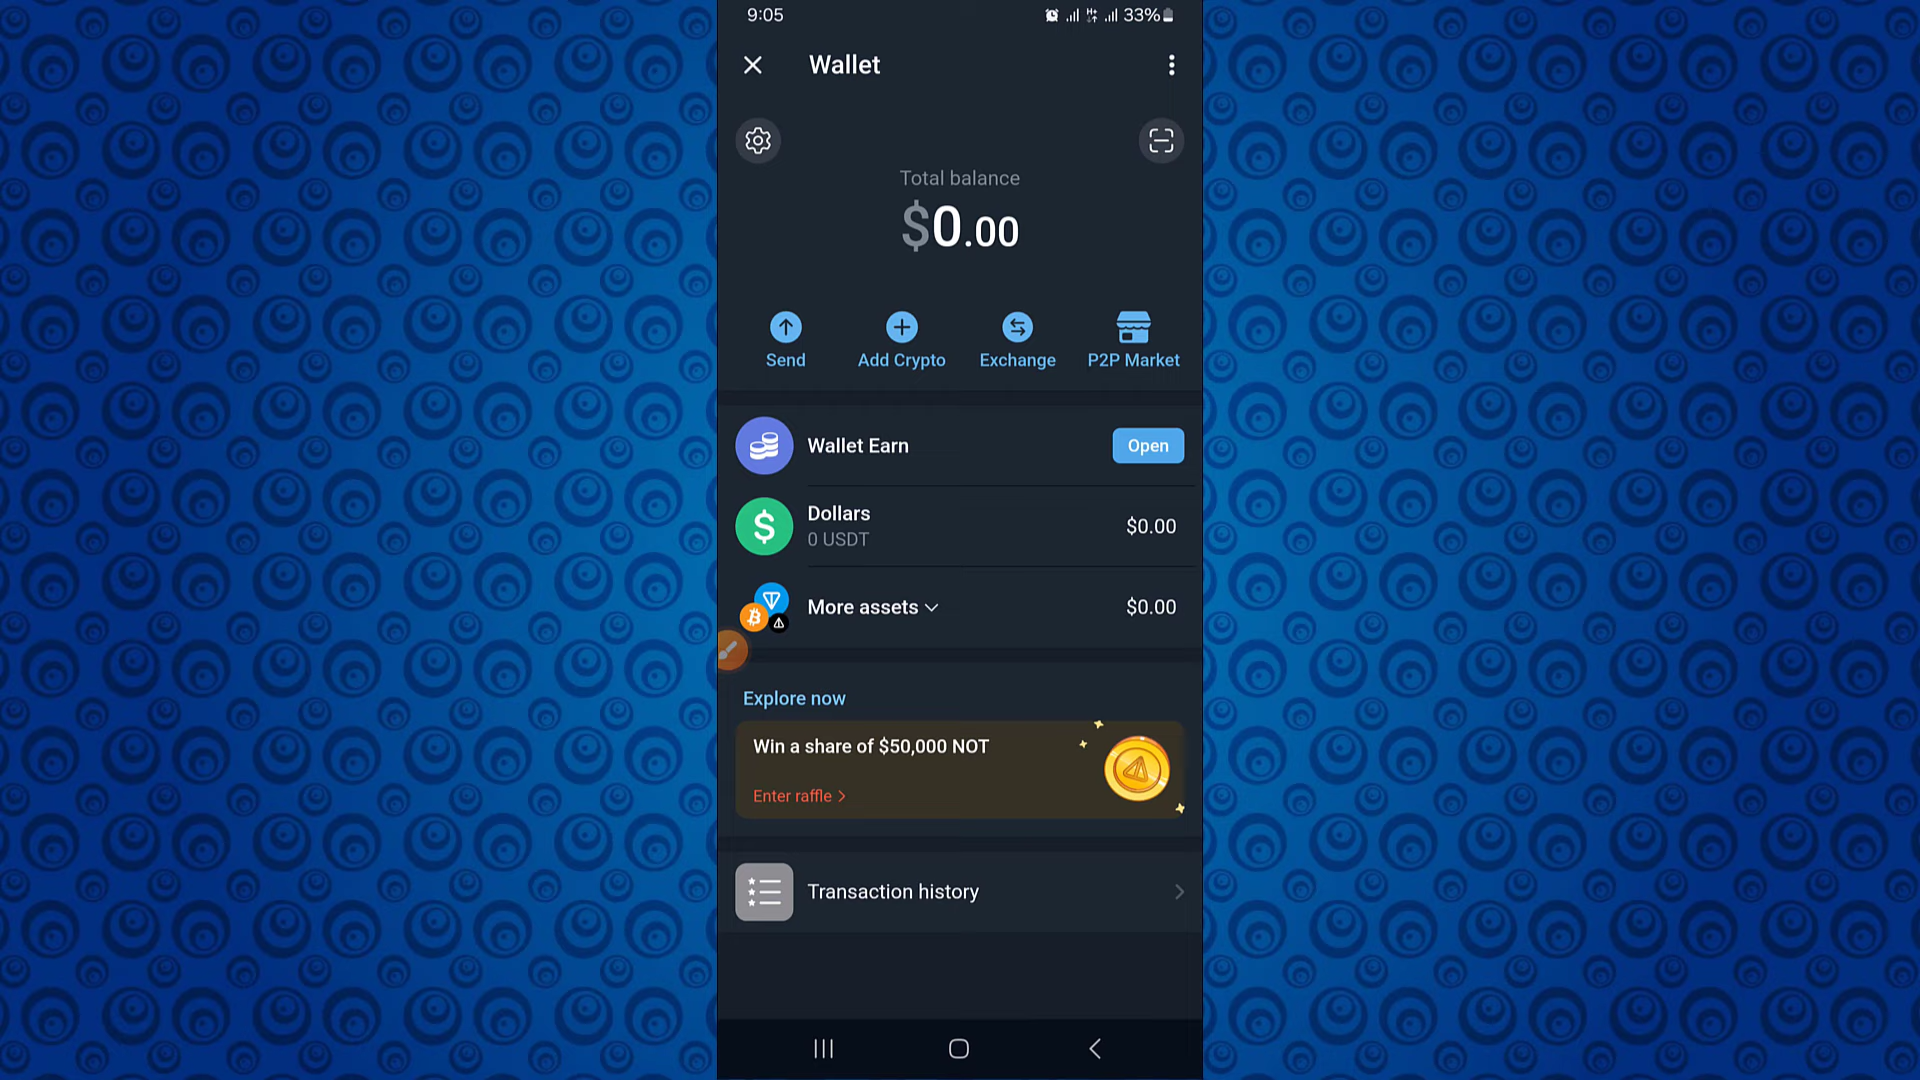 9:05
33%
Wallet
Total balance
$0.00
Send
Add Crypto
Exchange
P2P Market
Wallet Earn
Open
Dollars
$0.00
0 USDT
More assets
$0.00
Explore now
Win a share of $50,000 NOT
Enter raffle >
Transaction history